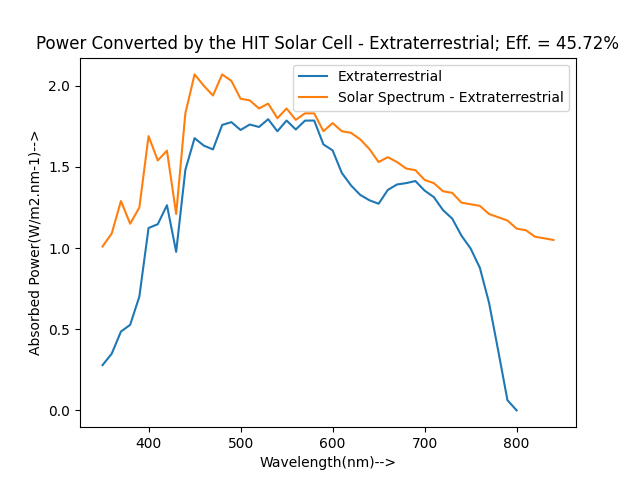 Power Converted by the HIT Solar Cell - Extraterrestrial; Eff. = 45.72%
Extraterrestrial
Solar Spectrum - Extraterrestrial
Absorbed Power(W/m2.nm-1)-->
2.0
1.5
1.0
0.5
0.0
400 500 600 700 800
Wavelength(nm)-->